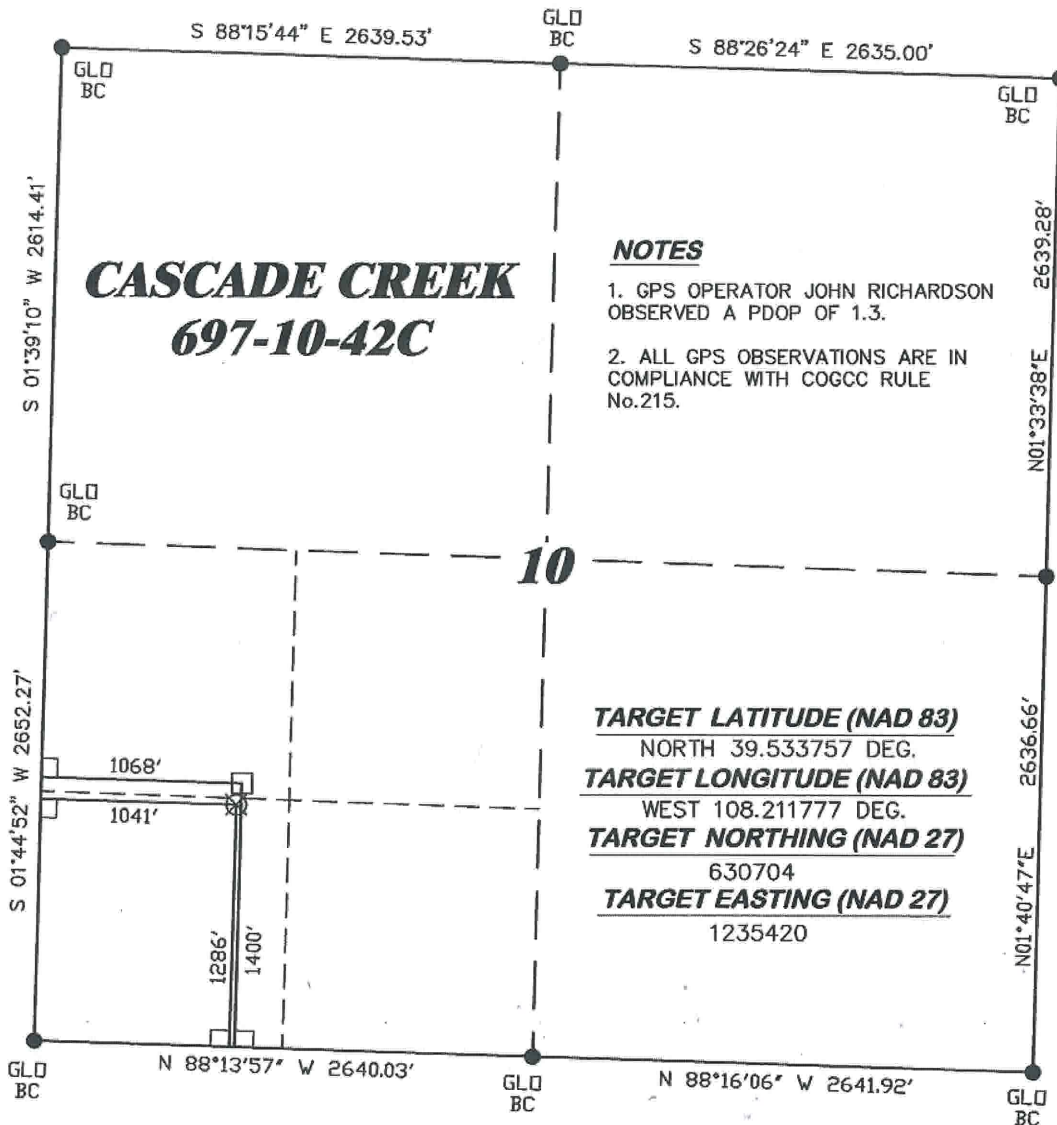 GLO
BC
S 88°15'44" E 2639.53'
S 88°26'24" E 2635.00'
GLO
BC
GLO
BC
S 01°39'10" W 2614.41'
2639.28'
N01°33'38"E
CASCADE CREEK
697-10-42C
NOTES
1. GPS OPERATOR JOHN RICHARDSON
OBSERVED A PDOP OF 1.3.
2. ALL GPS OBSERVATIONS ARE IN
COMPLIANCE WITH COGCC RULE
No.215.
GLO
BC
10
S 01°44'52" W 2652.27'
1068'
1041'
1286'
1400'
TARGET LATITUDE (NAD 83)
NORTH 39.533757 DEG.
TARGET LONGITUDE (NAD 83)
WEST 108.211777 DEG.
TARGET NORTHING (NAD 27)
630704
TARGET EASTING (NAD 27)
1235420
2636.66'
N01°40'47"E
GLO
BC
N 88°13'57" W 2640.03'
GLO
BC
N 88°16'06" W 2641.92'
GLO
BC